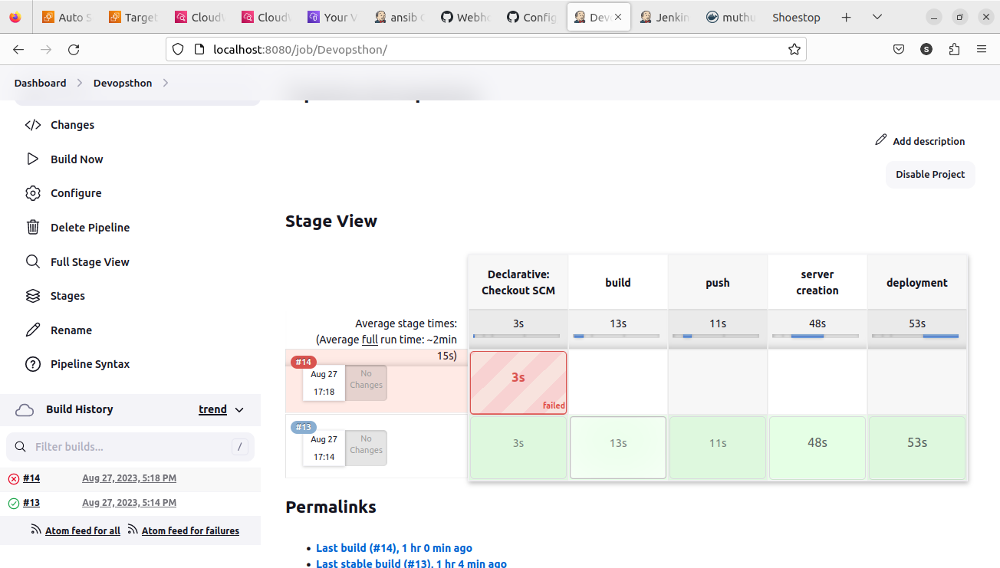 Auto S
Target
CloudW
CloudW
Your V
ansib C
Webho
Config
Devo
Jenkin
muthu
Shoestop
localhost:8080/job/Devopsthon/
S
Dashboard
Devopsthon
Changes
Build Now
Configure
Delete Pipeline
Full Stage View
Stages
Rename
Pipeline Syntax
Build History
trend
Filter builds...
/
#14 Aug 27, 2023, 5:18 PM
#13 Aug 27, 2023, 5:14 PM
Atom feed for all
Atom feed for failures
Add description
Disable Project
Stage View
Declarative:
Checkout SCM
build
push
server
creation
deployment
Average stage times:
(Average full run time: ~2min
15s)
3s
13s
11s
48s
53s
#14
Aug 27
17:18
No
Changes
3s
failed
#13
Aug 27
17:14
No
Changes
3s
13s
11s
48s
53s
Permalinks
Last build (#14), 1 hr 0 min ago
Last stable build (#13), 1 hr 4 min ago